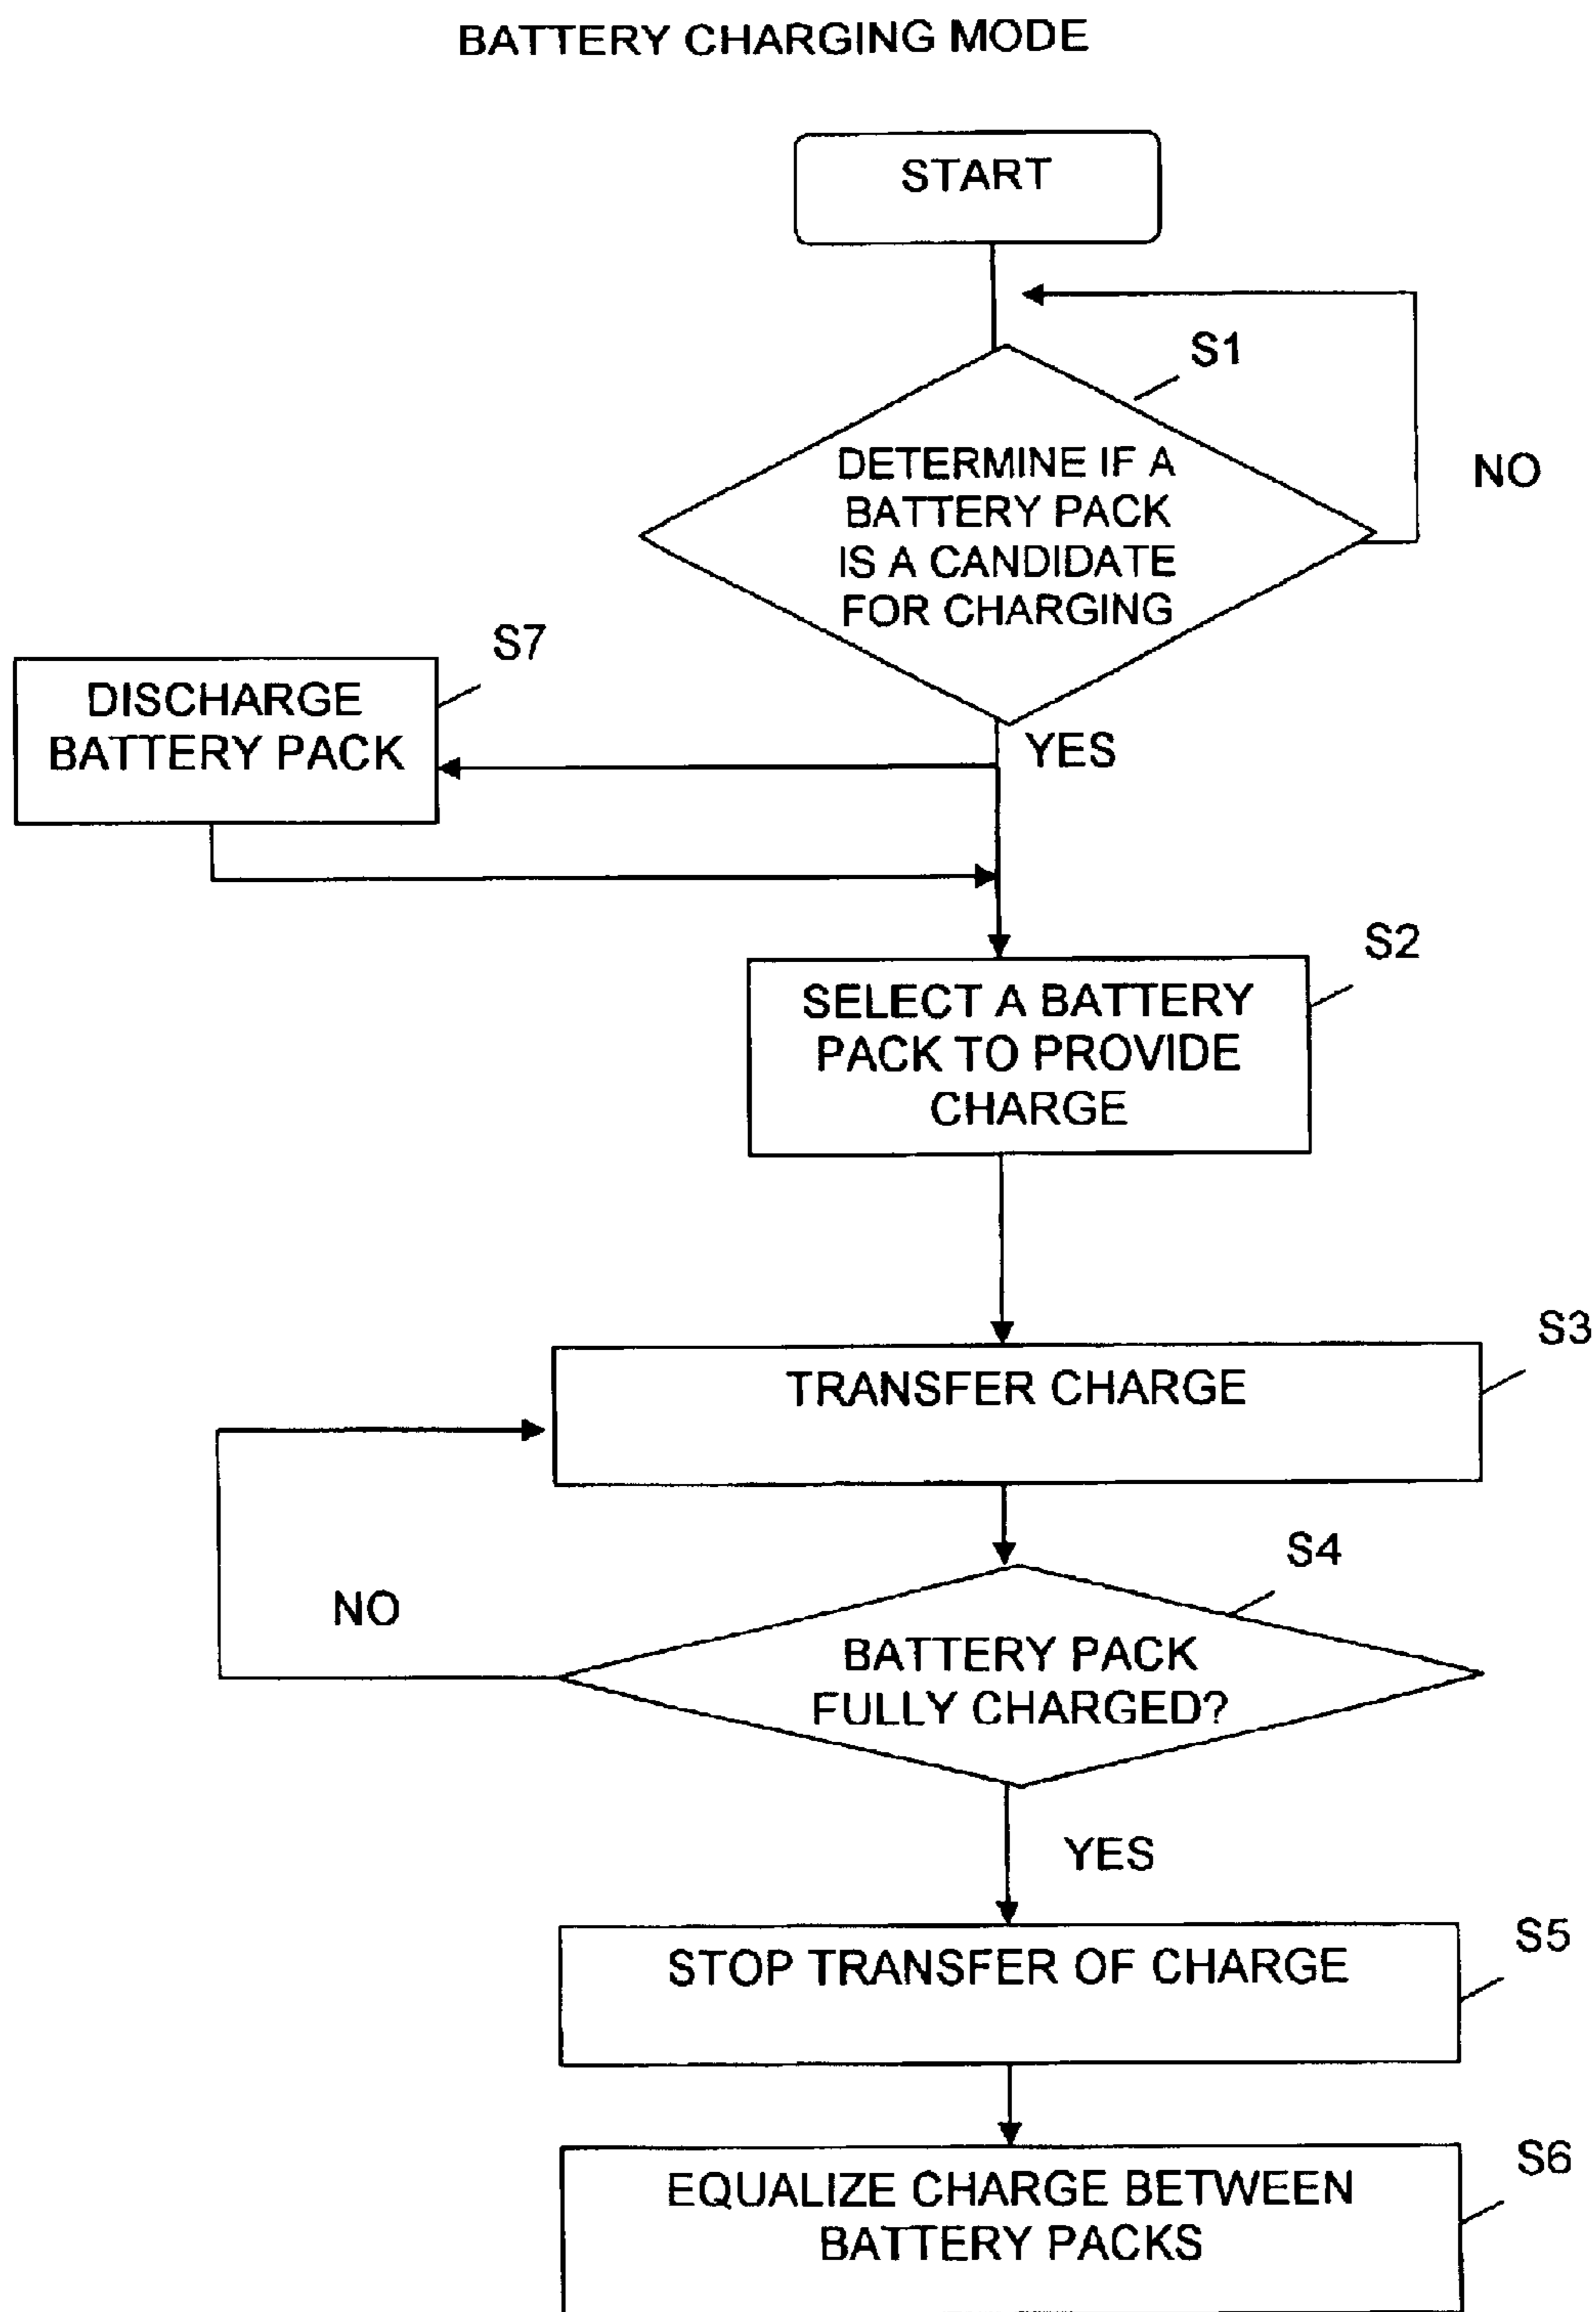 BATTERY CHARGING MODE
START
S1
DETERMINE IF A
BATTERY PACK
IS A CANDIDATE
FOR CHARGING
NO
S7
DISCHARGE
BATTERY PACK
YES
S2
SELECT A BATTERY
PACK TO PROVIDE
CHARGE
S3
TRANSFER CHARGE
S4
NO
BATTERY PACK
FULLY CHARGED?
YES
S5
STOP TRANSFER OF CHARGE
S6
EQUALIZE CHARGE BETWEEN
BATTERY PACKS